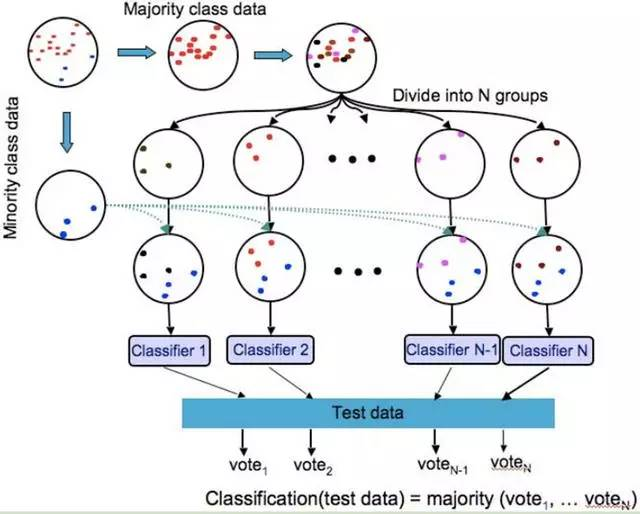 Majority class data
Minority class data
Divide into N groups
Classifier 1
Classifier 2
Classifier N-1
Classifier N
Test data
vote1
vote2
voteN-1
voteN
Classification(test data) = majority (vote1, ... voteN)